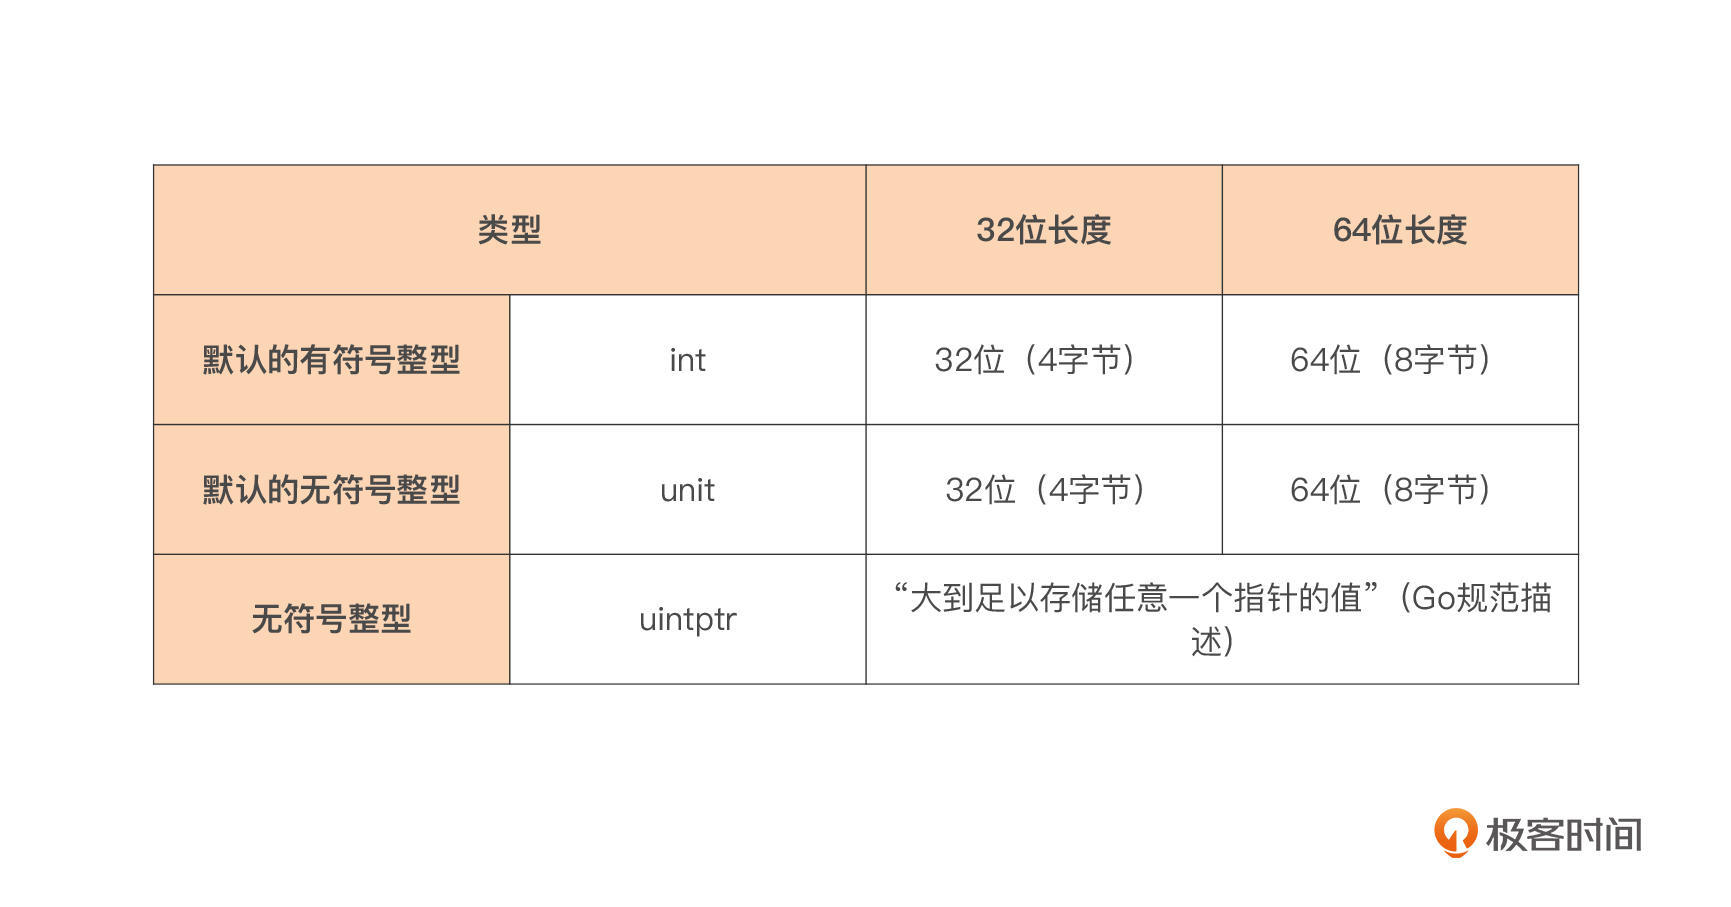 类型 32位长度 64位长度
默认的有符号整型 int 32位（4字节） 64位（8字节）
默认的无符号整型 unit 32位（4字节） 64位（8字节）
无符号整型 uintptr “大到足以存储任意一个指针的值”（Go规范描
述）
极客时间